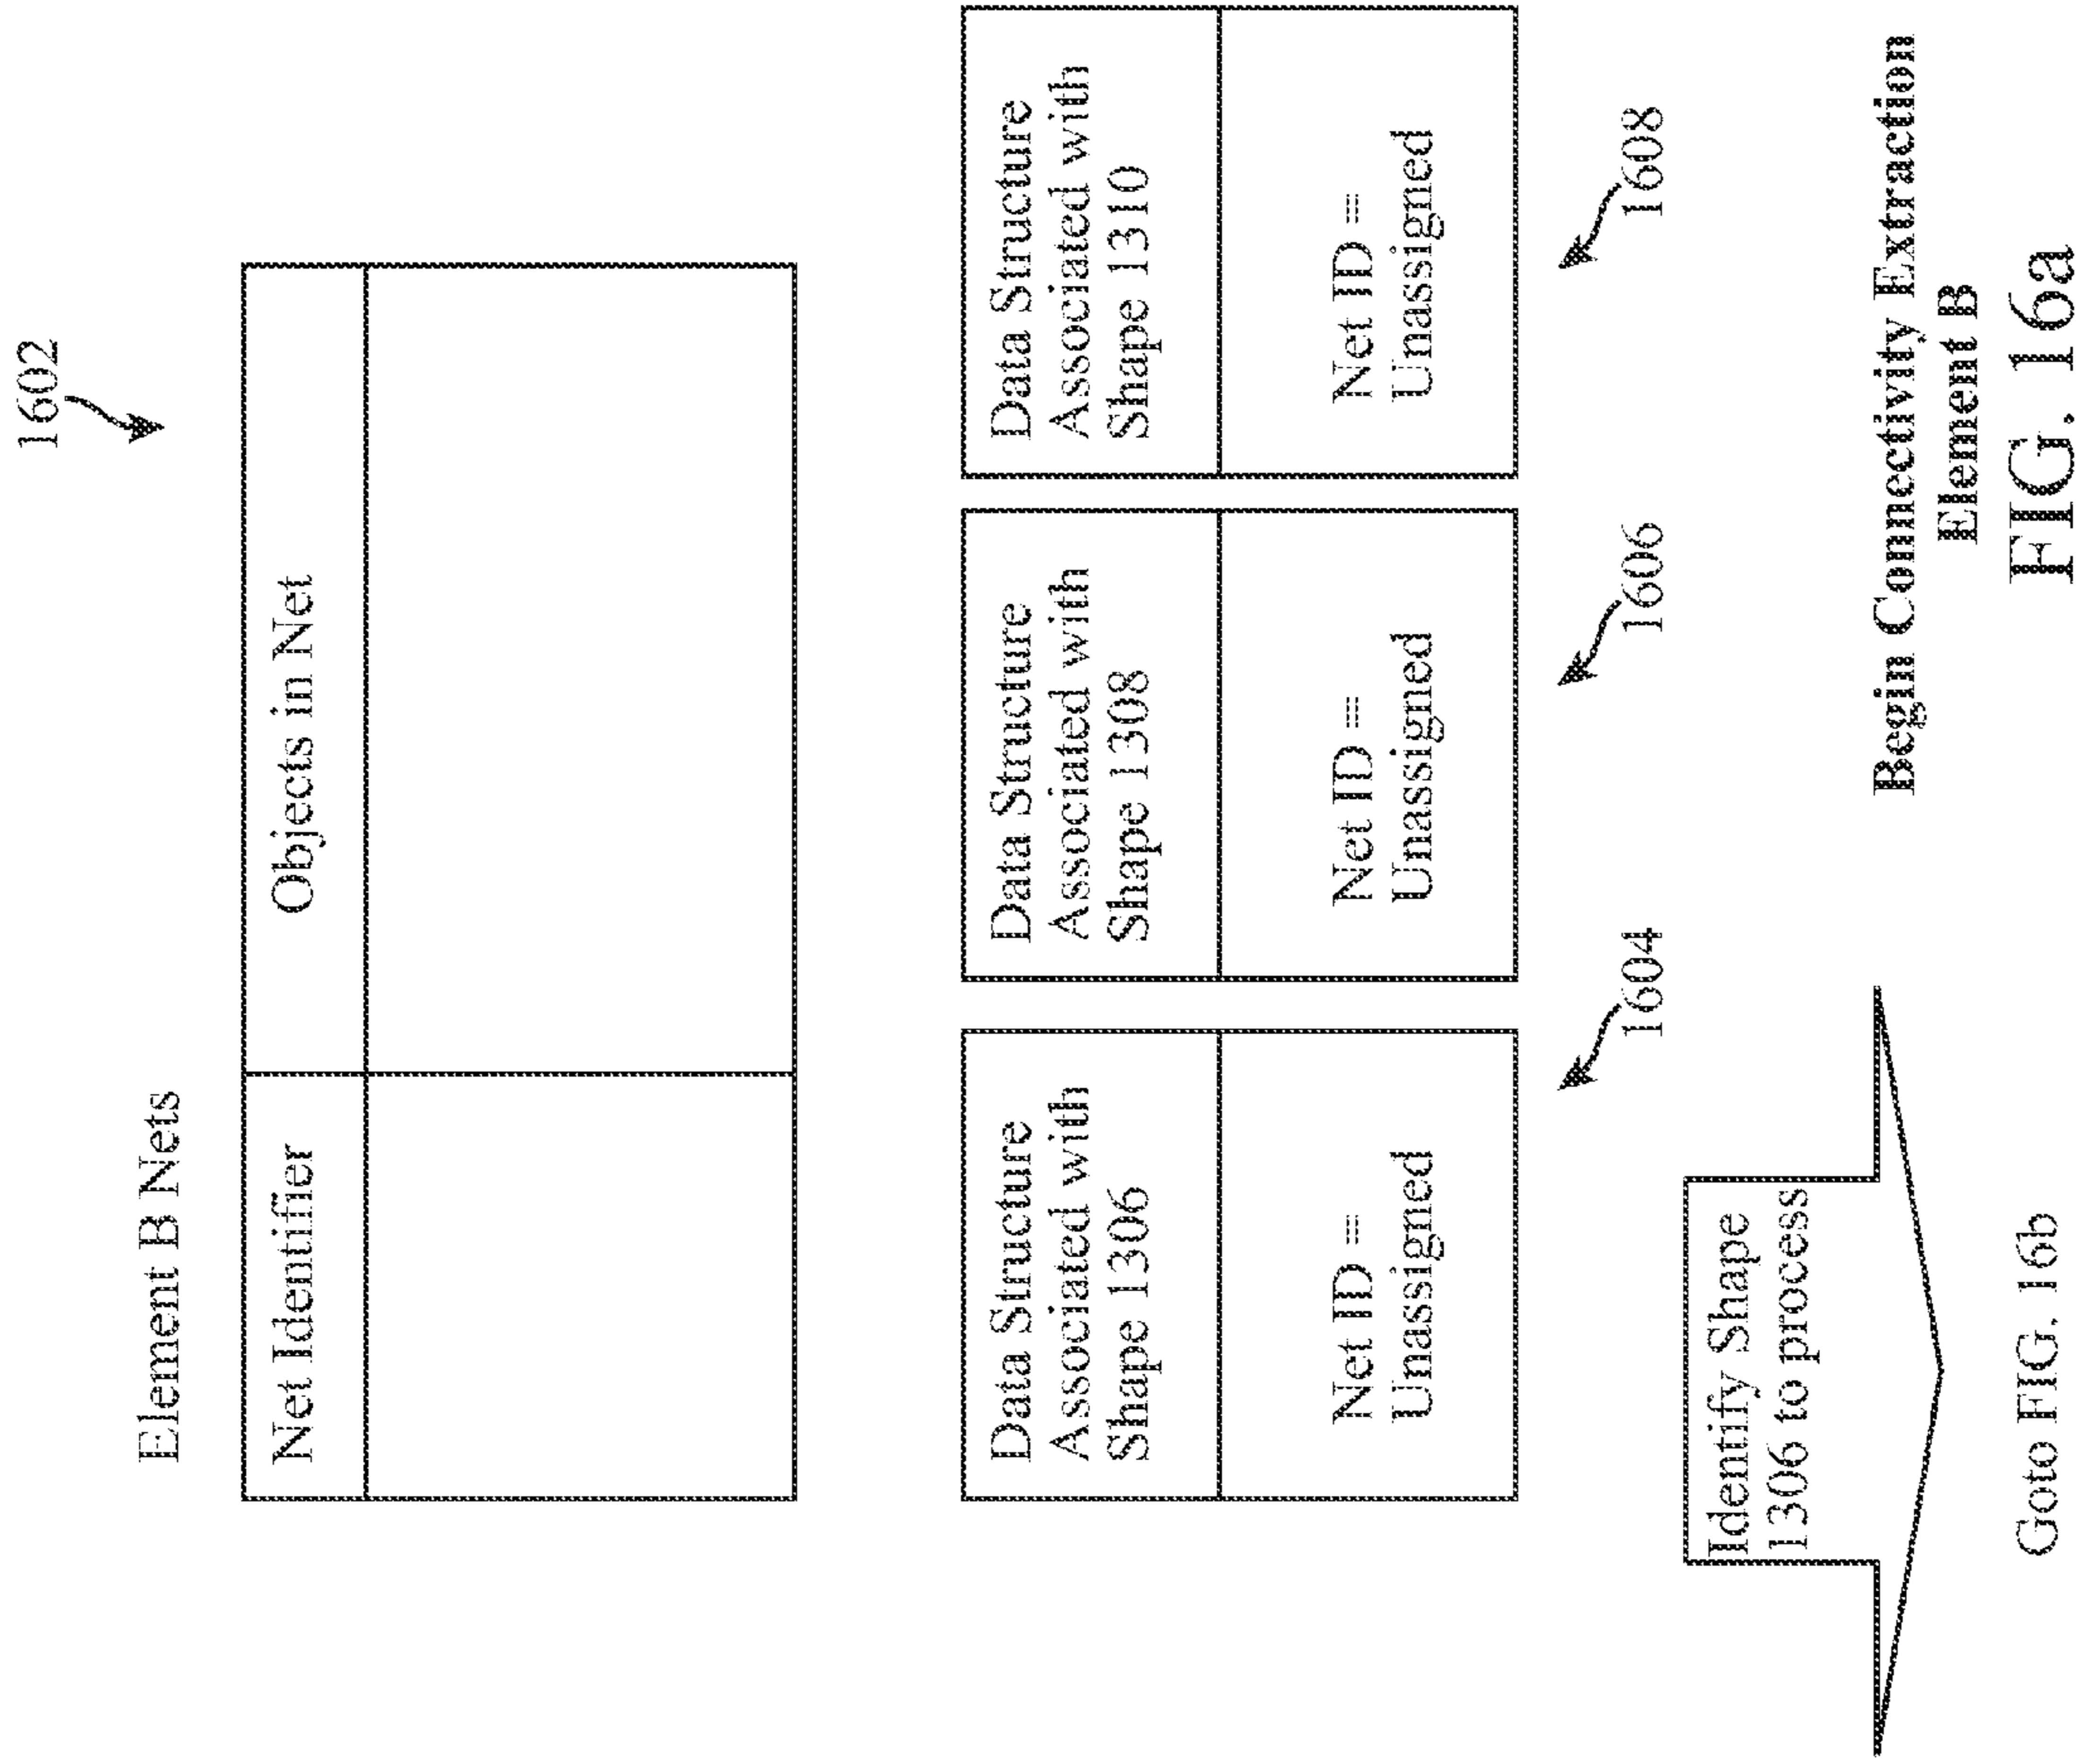 1602
Element B Nets
Net Identifier
Objects in Net
Data Structure
Associated with
Shape 1306
Net ID =
Unassigned
1604
Data Structure
Associated with
Shape 1308
Net ID =
Unassigned
1606
Data Structure
Associated with
Shape 1310
Net ID =
Unassigned
1608
Identify Shape
1306 to process
Goto FIG. 16b
Begin Connectivity Extraction
Element B
FIG. 16a